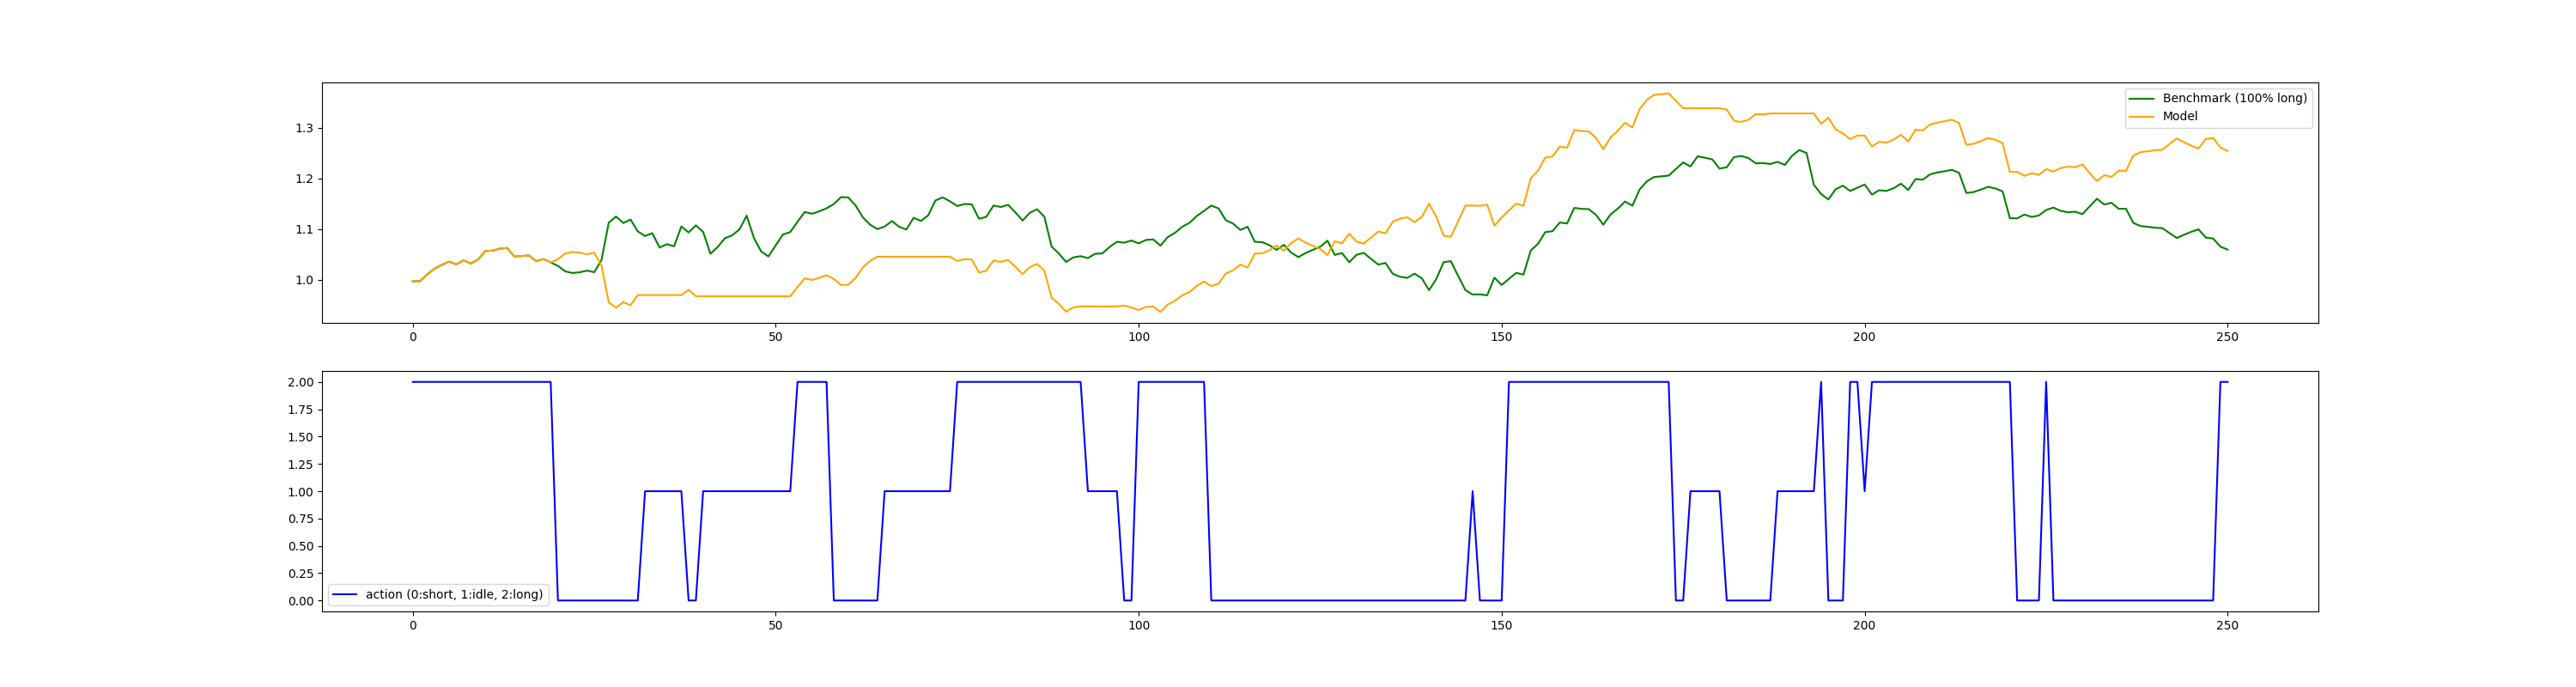 1.3
1.2
1.1
1.0
Benchmark (100% long)
Model
0 50 100 150 200 250
2.00
1.75
1.50
1.25
1.00
0.75
0.50
0.25
0.00
action (0:short, 1:idle, 2:long)
0 50 100 150 200 250